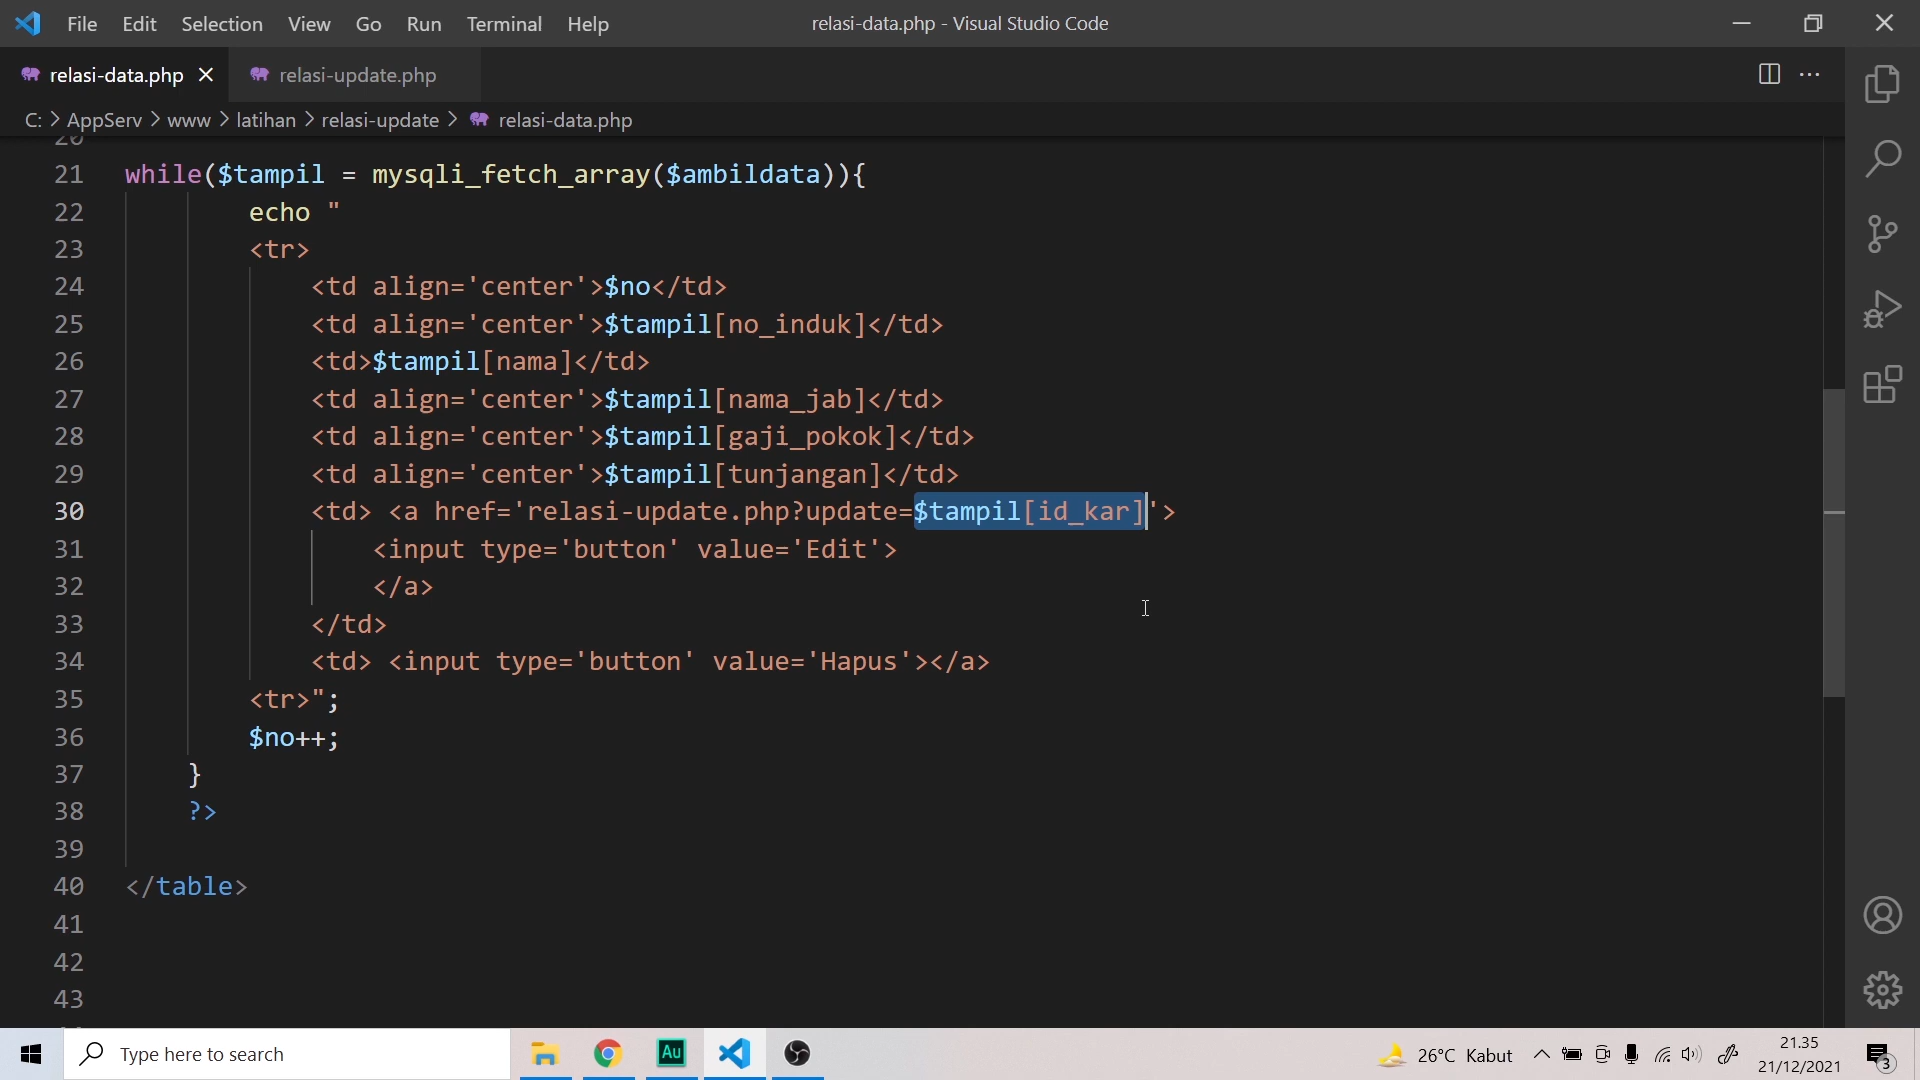 File Edit Selection View Go Run Terminal Help relasi-data.php - Visual Studio Code
relasi-data.php relasi-update.php
C: > AppServ > www > latihan > relasi-update > relasi-data.php
20
21 while($tampil = mysqli_fetch_array($ambildata)){
22 echo "
23 <tr>
24 <td align='center'>$no</td>
25 <td align='center'>$tampil[no_induk]</td>
26 <td>$tampil[nama]</td>
27 <td align='center'>$tampil[nama_jab]</td>
28 <td align='center'>$tampil[gaji_pokok]</td>
29 <td align='center'>$tampil[tunjangan]</td>
30 <td> <a href='relasi-update.php?update=$tampil[id_kar]'>
31 <input type='button' value='Edit'>
32 </a>
33 </td>
34 <td> <input type='button' value='Hapus'></a>
35 <tr>";
36 $no++;
37 }
38 ?>
39
40 </table>
41
42
43
Type here to search Au 26°C Kabut 21.35
21/12/2021 3